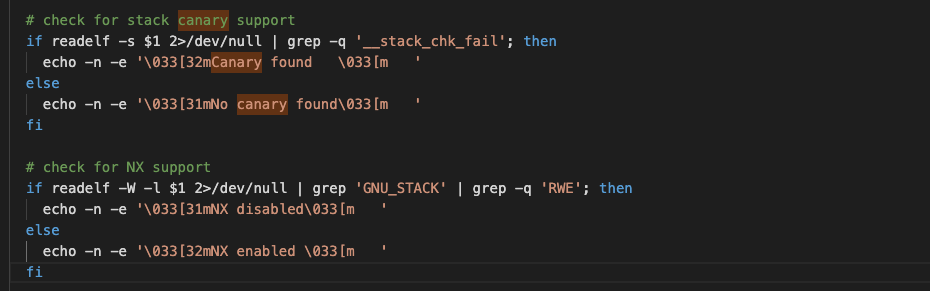 # check for stack canary support
if readelf -s $1 2>/dev/null | grep -q '__stack_chk_fail'; then
  echo -n -e '\033[32mCanary found   \033[m   '
else
  echo -n -e '\033[31mNo canary found\033[m   '
fi

# check for NX support
if readelf -W -l $1 2>/dev/null | grep 'GNU_STACK' | grep -q 'RWE'; then
  echo -n -e '\033[31mNX disabled\033[m   '
else
  echo -n -e '\033[32mNX enabled \033[m   '
fi